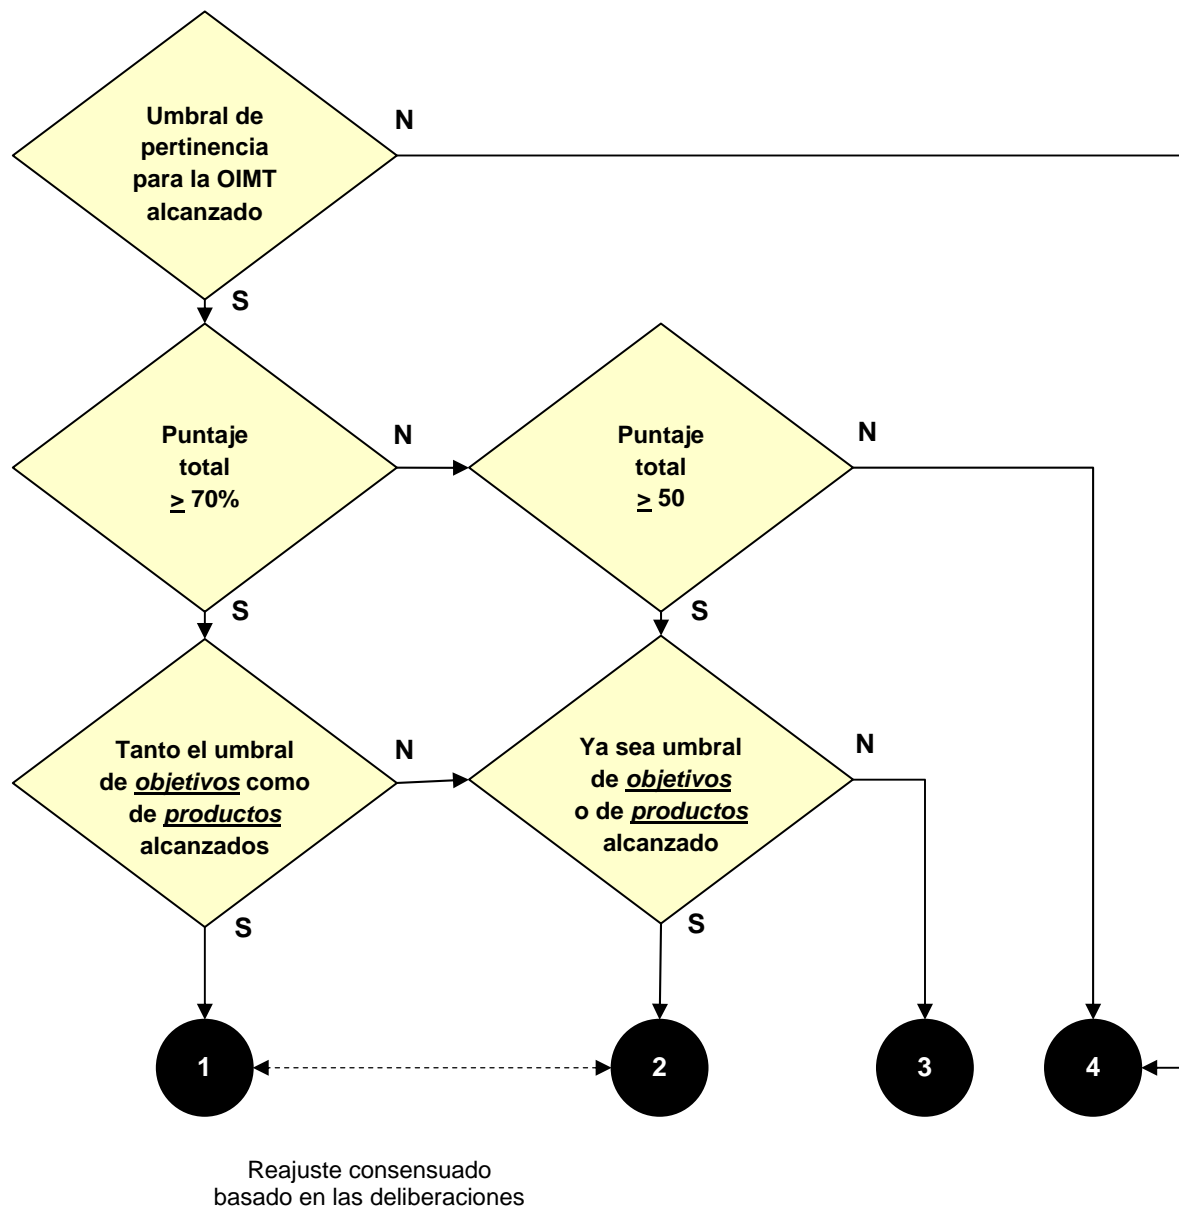 Umbral de
pertinencia
para la OIMT
alcanzado
N
S
Puntaje
total
≥ 70%
N
S
Puntaje
total
≥ 50
N
S
Tanto el umbral
de objetivos como
de productos
alcanzados
N
S
Ya sea umbral
de objetivos
o de productos
alcanzado
N
S
1
2
3
4
Reajuste consensuado
basado en las deliberaciones